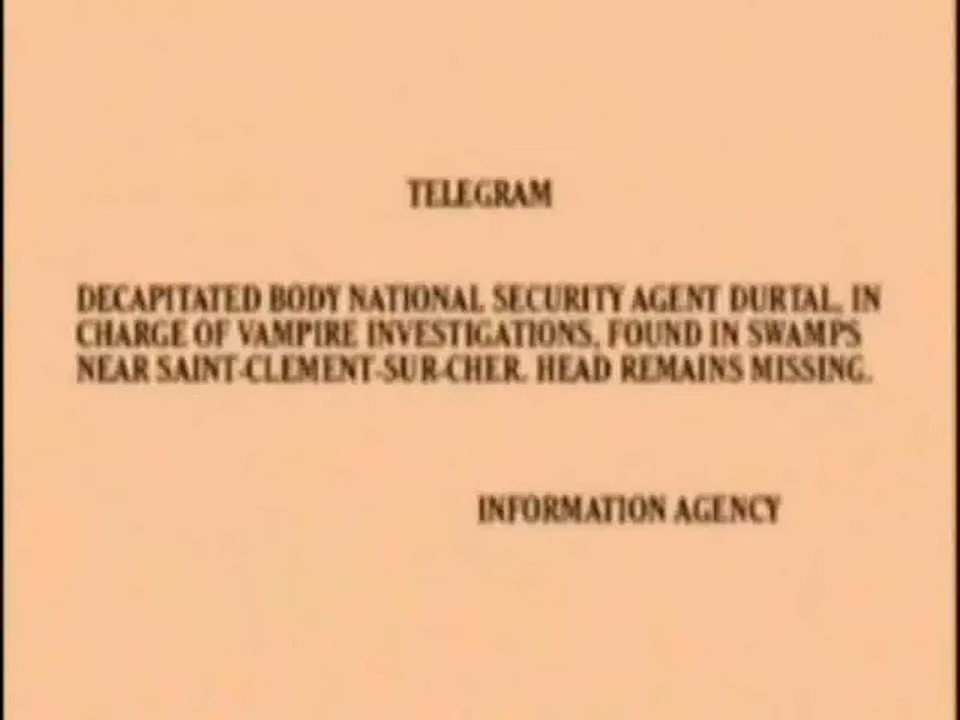 TELEGRAM
DECAPITATED BODY NATIONAL SECURITY AGENT DURTAL, IN
CHARGE OF VAMPIRE INVESTIGATIONS, FOUND IN SWAMPS
NEAR SAINT-CLEMENT-SUR-CHER. HEAD REMAINS MISSING.
INFORMATION AGENCY